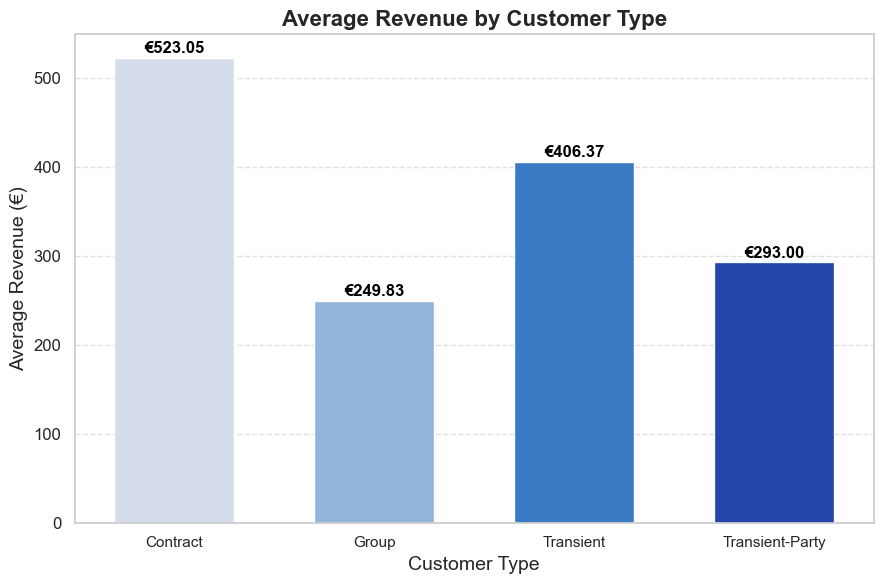 Average Revenue by Customer Type
€523.05
€249.83
€406.37
€293.00
Average Revenue (€)
500
400
300
200
100
0
Contract
Group
Transient
Transient-Party
Customer Type